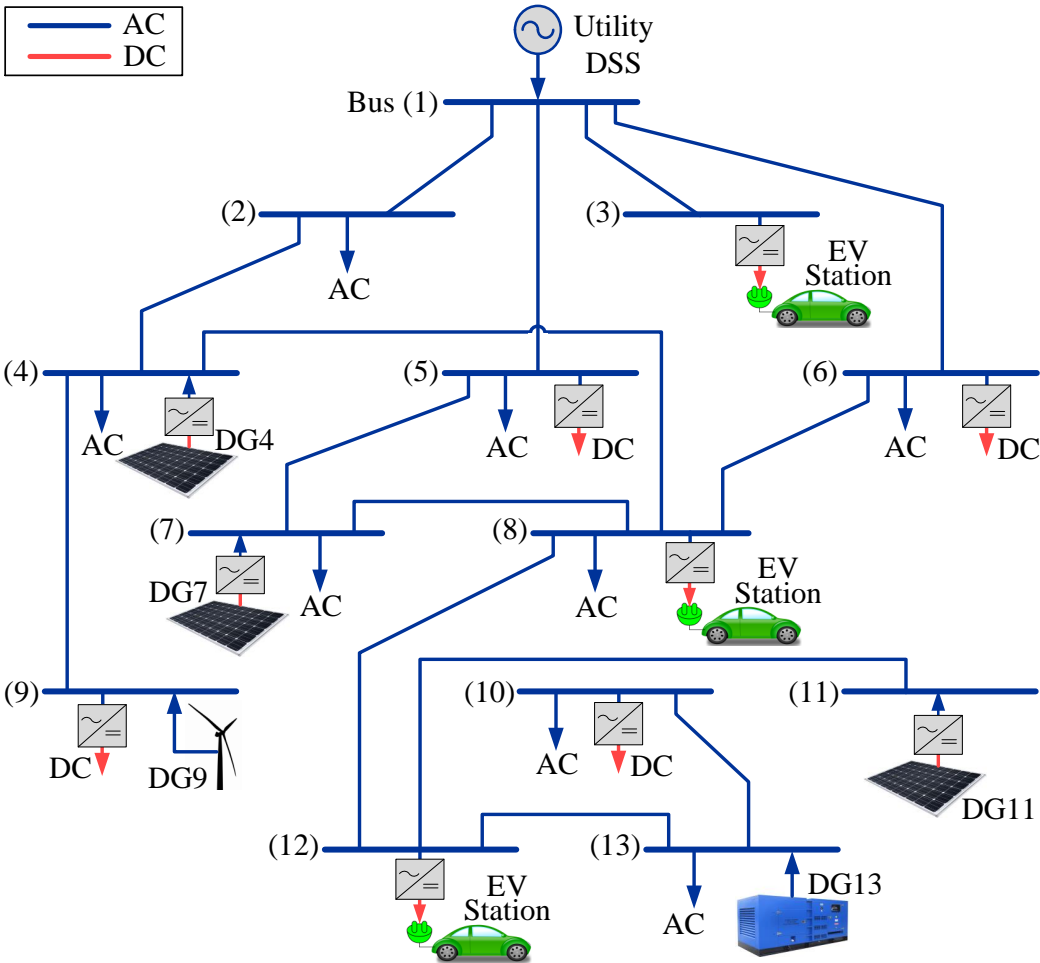 AC
DC
Utility
DSS
Bus (1)
(2)
AC
(3)
EV
Station
(4)
AC
DG4
(5)
AC
DC
(6)
AC
DC
(7)
DG7
AC
(8)
AC
EV
Station
(9)
DC
DG9
(10)
AC
DC
(11)
DG11
(12)
EV
Station
(13)
AC
DG13